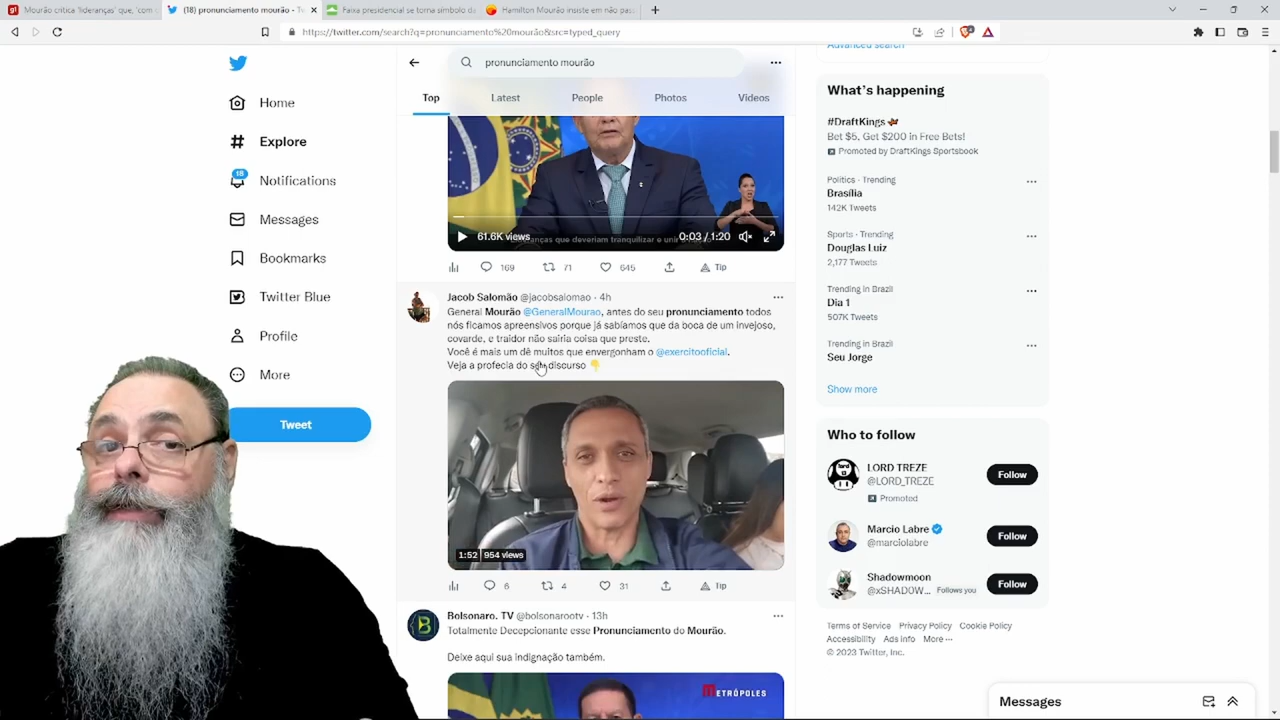 Mourão critica 'lideranças' que, 'com
(18) pronunciamento mourão - Tw
Faixa presidencial se torna símbolo da
Hamilton Mourão insiste em não pass
https://twitter.com/search?q=pronunciamento%20mourão&src=typed_query
Home
Explore
18
Notifications
Messages
Bookmarks
Twitter Blue
Profile
More
Tweet
pronunciamento mourão
Top
Latest
People
Photos
Videos
61.6K views
0:03 / 1:20
169
71
645
Tip
Jacob Salomão @jacobsalomao · 4h
General Mourão @GeneralMourao, antes do seu pronunciamento todos
nós ficamos apreensivos porque já sabíamos que da boca de um invejoso,
covarde, e traidor não sairia coisa que preste.
Você é mais um dê muitos que envergonham o @exercitooficial.
Veja a profecia do seu discurso 👇
1:52 954 views
6
4
31
Tip
Bolsonaro. TV @bolsonarotv · 13h
Totalmente Decepcionante esse Pronunciamento do Mourão.
Deixe aqui sua indignação também.
METRÓPOLES
Advanced search
What's happening
#DraftKings
Bet $5, Get $200 in Free Bets!
Promoted by DraftKings Sportsbook
Politics · Trending
Brasília
142K Tweets
Sports · Trending
Douglas Luiz
2,177 Tweets
Trending in Brazil
Dia 1
507K Tweets
Trending in Brazil
Seu Jorge
Show more
Who to follow
LORD TREZE
@LORD_TREZE
Promoted
Follow
Marcio Labre
@marciolabre
Follow
Shadowmoon
@xSHADOW... Follows you
Follow
Terms of Service Privacy Policy Cookie Policy
Accessibility Ads info More ···
© 2023 Twitter, Inc.
Messages